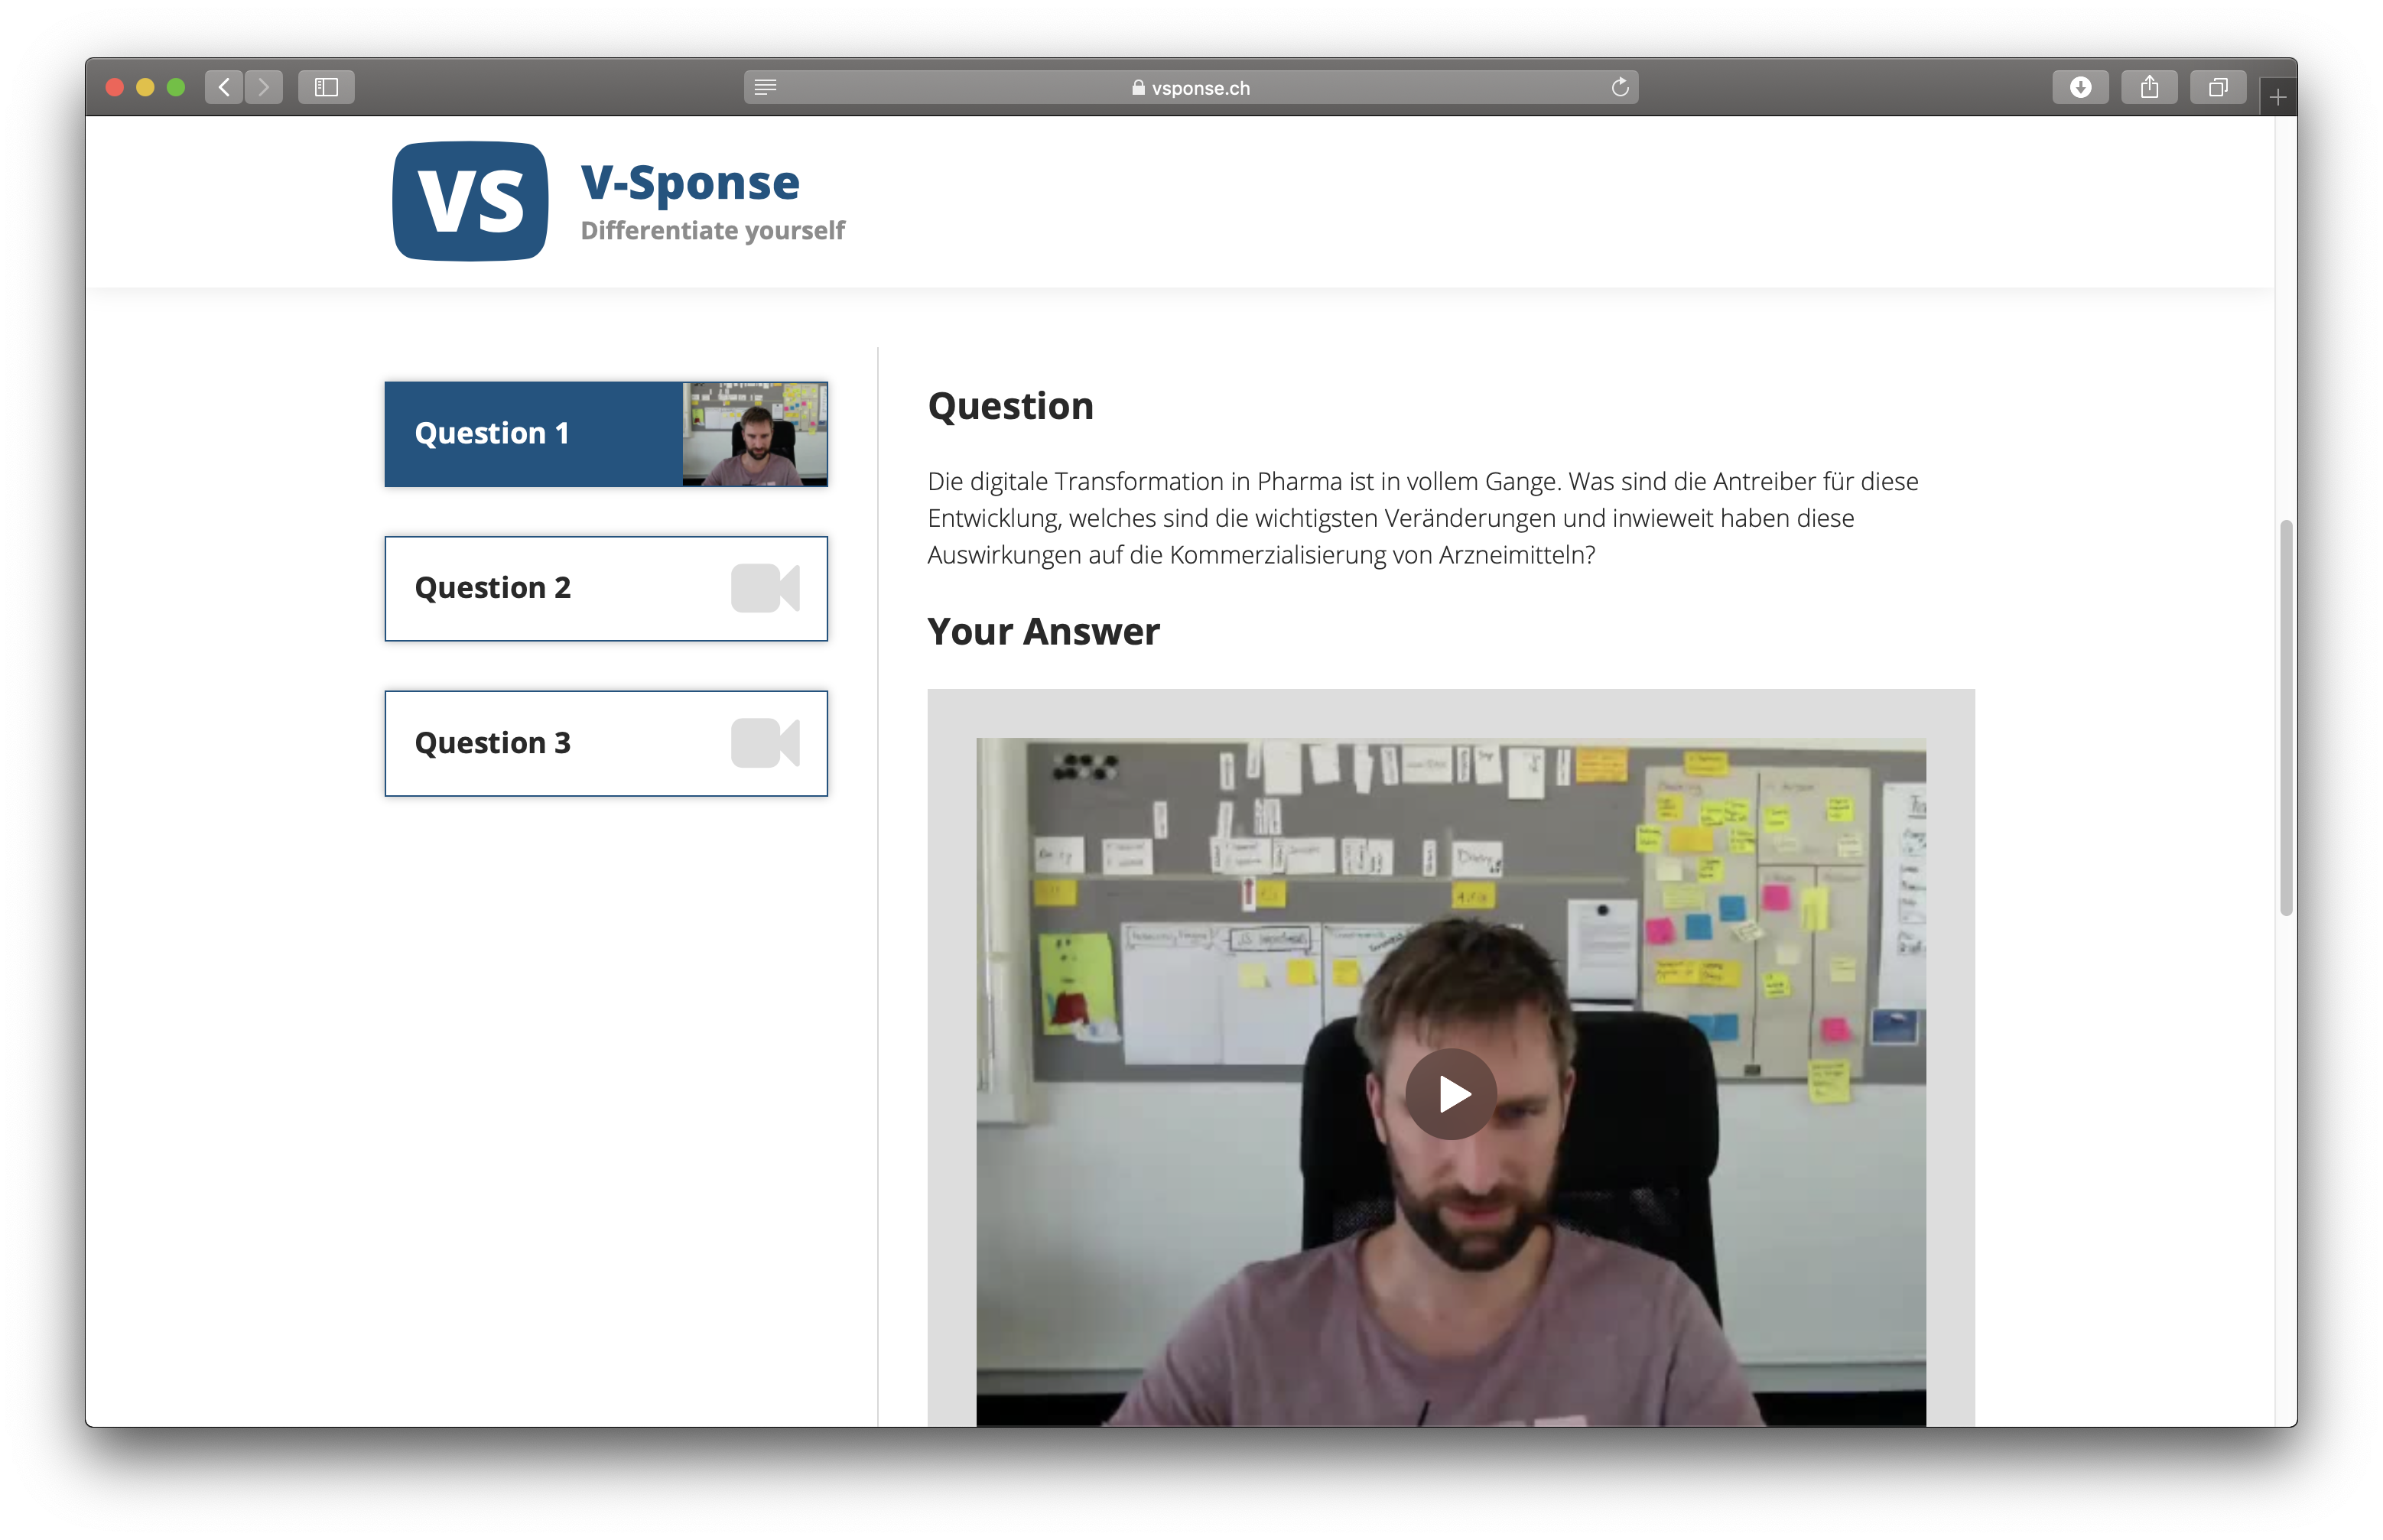 vsponse.ch
VS
V-Sponse
Differentiate yourself
Question 1
Question 2
Question 3
Question
Die digitale Transformation in Pharma ist in vollem Gange. Was sind die Antreiber für diese
Entwicklung, welches sind die wichtigsten Veränderungen und inwieweit haben diese
Auswirkungen auf die Kommerzialisierung von Arzneimitteln?
Your Answer